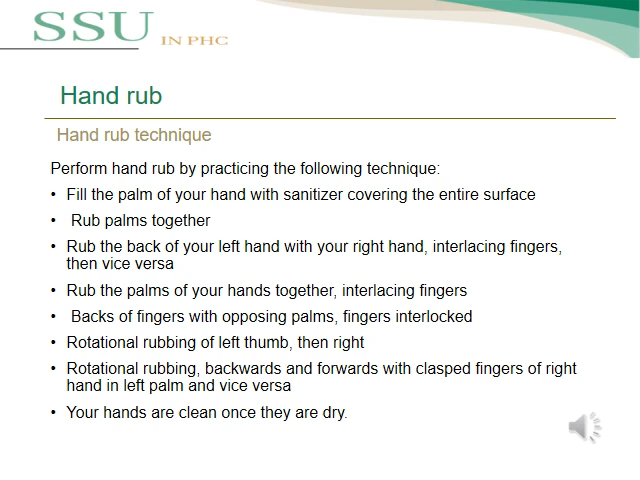 SSU IN PHC
Hand rub
Hand rub technique
Perform hand rub by practicing the following technique:
• Fill the palm of your hand with sanitizer covering the entire surface
• Rub palms together
• Rub the back of your left hand with your right hand, interlacing fingers,
then vice versa
• Rub the palms of your hands together, interlacing fingers
• Backs of fingers with opposing palms, fingers interlocked
• Rotational rubbing of left thumb, then right
• Rotational rubbing, backwards and forwards with clasped fingers of right
hand in left palm and vice versa
• Your hands are clean once they are dry.